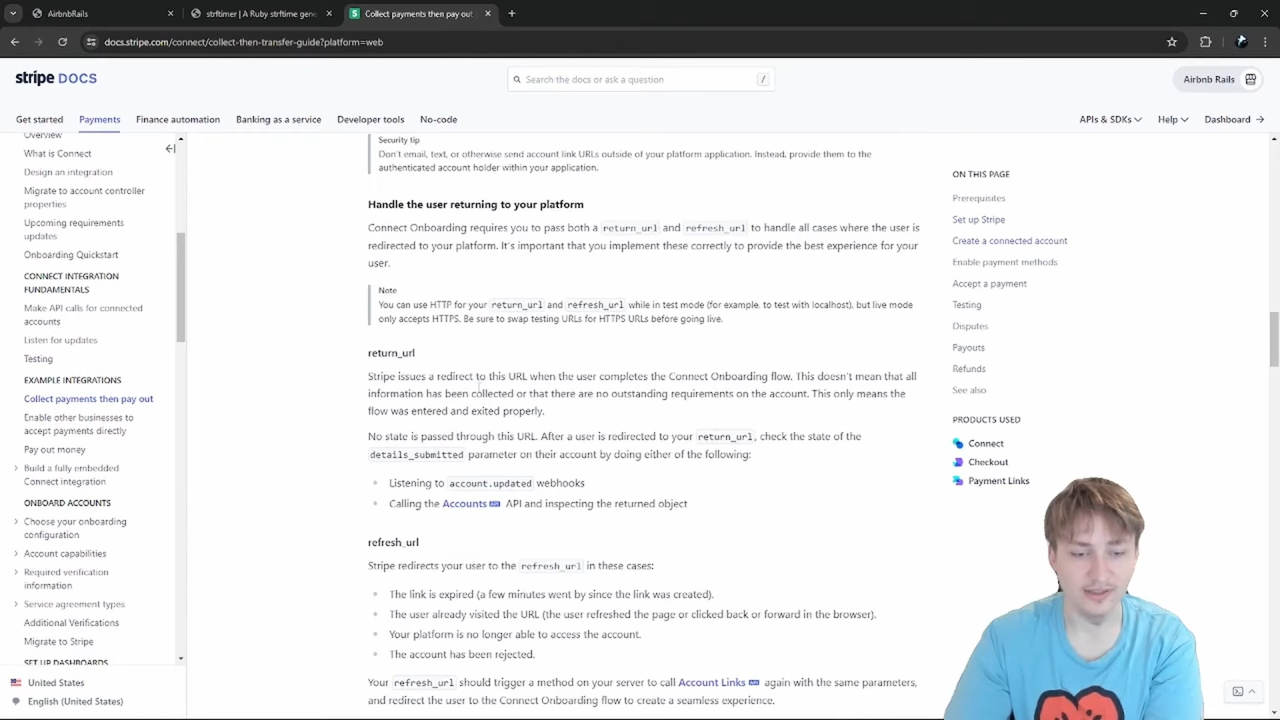 AirbnbRails
strftimer | A Ruby strftime gene
Collect payments then pay out
docs.stripe.com/connect/collect-then-transfer-guide?platform=web
stripe DOCS
Search the docs or ask a question
/
Airbnb Rails
Get started
Payments
Finance automation
Banking as a service
Developer tools
No-code
APIs & SDKs
Help
Dashboard
Overview
What is Connect
Design an integration
Migrate to account controller
properties
Upcoming requirements
updates
Onboarding Quickstart
CONNECT INTEGRATION
FUNDAMENTALS
Make API calls for connected
accounts
Listen for updates
Testing
EXAMPLE INTEGRATIONS
Collect payments then pay out
Enable other businesses to
accept payments directly
Pay out money
Build a fully embedded
Connect integration
ONBOARD ACCOUNTS
Choose your onboarding
configuration
Account capabilities
Required verification
information
Service agreement types
Additional Verifications
Migrate to Stripe
SET UP DASHBOARDS
United States
English (United States)
Security tip
Don't email, text, or otherwise send account link URLs outside of your platform application. Instead, provide them to the
authenticated account holder within your application.
Handle the user returning to your platform
Connect Onboarding requires you to pass both a return_url and refresh_url to handle all cases where the user is
redirected to your platform. It's important that you implement these correctly to provide the best experience for your
user.
Note
You can use HTTP for your return_url and refresh_url while in test mode (for example, to test with localhost), but live mode
only accepts HTTPS. Be sure to swap testing URLs for HTTPS URLs before going live.
return_url
Stripe issues a redirect to this URL when the user completes the Connect Onboarding flow. This doesn't mean that all
information has been collected or that there are no outstanding requirements on the account. This only means the
flow was entered and exited properly.
No state is passed through this URL. After a user is redirected to your return_url, check the state of the
details_submitted parameter on their account by doing either of the following:
Listening to account.updated webhooks
Calling the Accounts API API and inspecting the returned object
refresh_url
Stripe redirects your user to the refresh_url in these cases:
The link is expired (a few minutes went by since the link was created).
The user already visited the URL (the user refreshed the page or clicked back or forward in the browser).
Your platform is no longer able to access the account.
The account has been rejected.
Your refresh_url should trigger a method on your server to call Account Links API again with the same parameters,
and redirect the user to the Connect Onboarding flow to create a seamless experience.
ON THIS PAGE
Prerequisites
Set up Stripe
Create a connected account
Enable payment methods
Accept a payment
Testing
Disputes
Payouts
Refunds
See also
PRODUCTS USED
Connect
Checkout
Payment Links